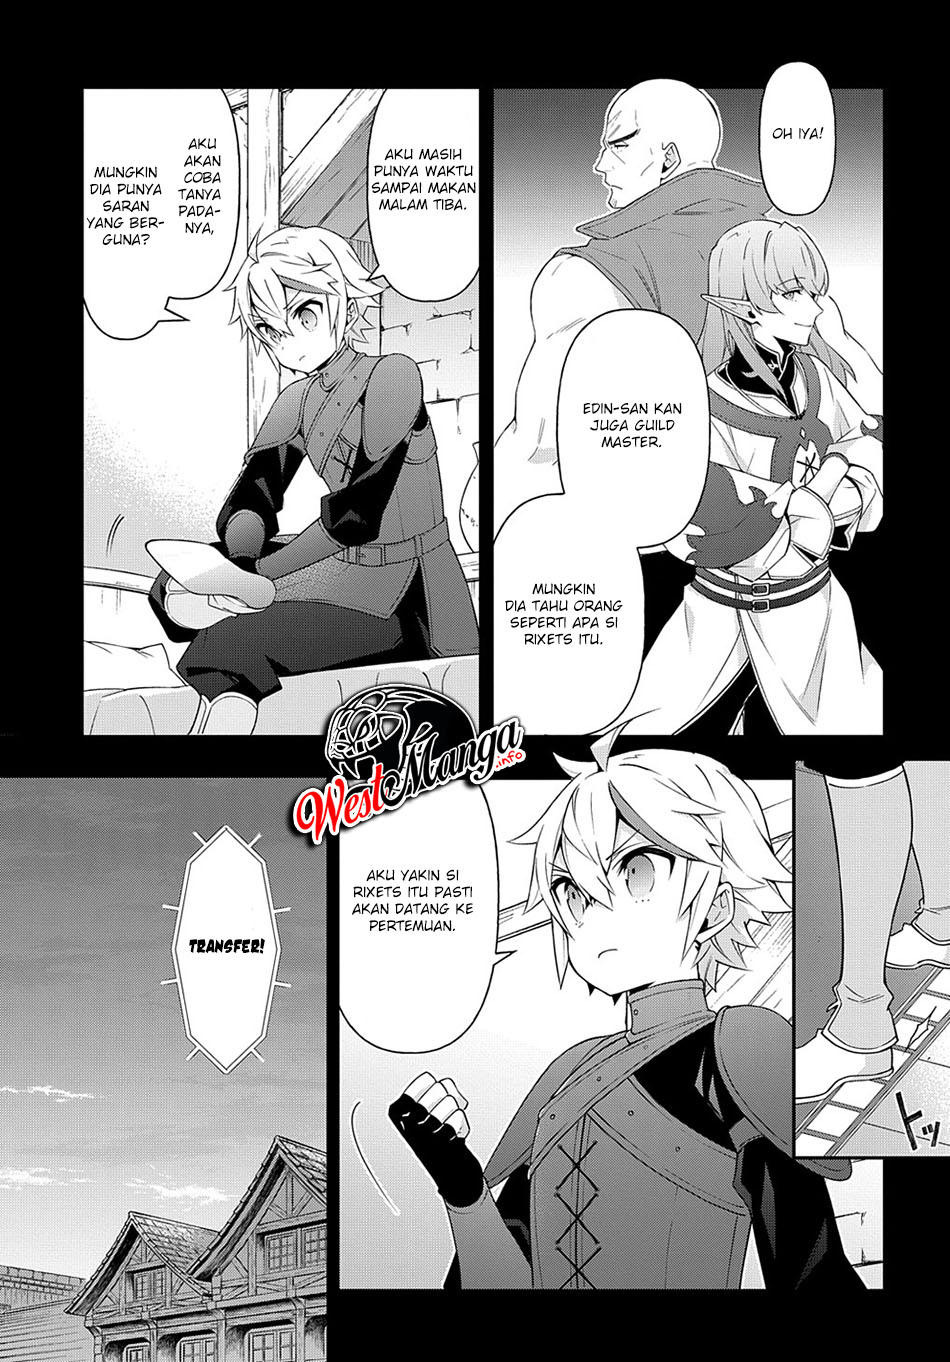 OH IYA!
EDIN-SAN KAN
JUGA GUILD
MASTER.
MUNGKIN
DIA TAHU ORANG
SEPERTI APA SI
RIXETS ITU.
AKU MASIH
PUNYA WAKTU
SAMPAI MAKAN
MALAM TIBA.
AKU
AKAN
COBA
TANYA
PADA-
NYA,
MUNGKIN
DIA PUNYA
SARAN
YANG BER-
GUNA?
WestManga
.info
トッ
AKU YAKIN SI
RIXETS ITU PASTI
AKAN DATANG KE
PERTEMUAN.
TRANSFER!